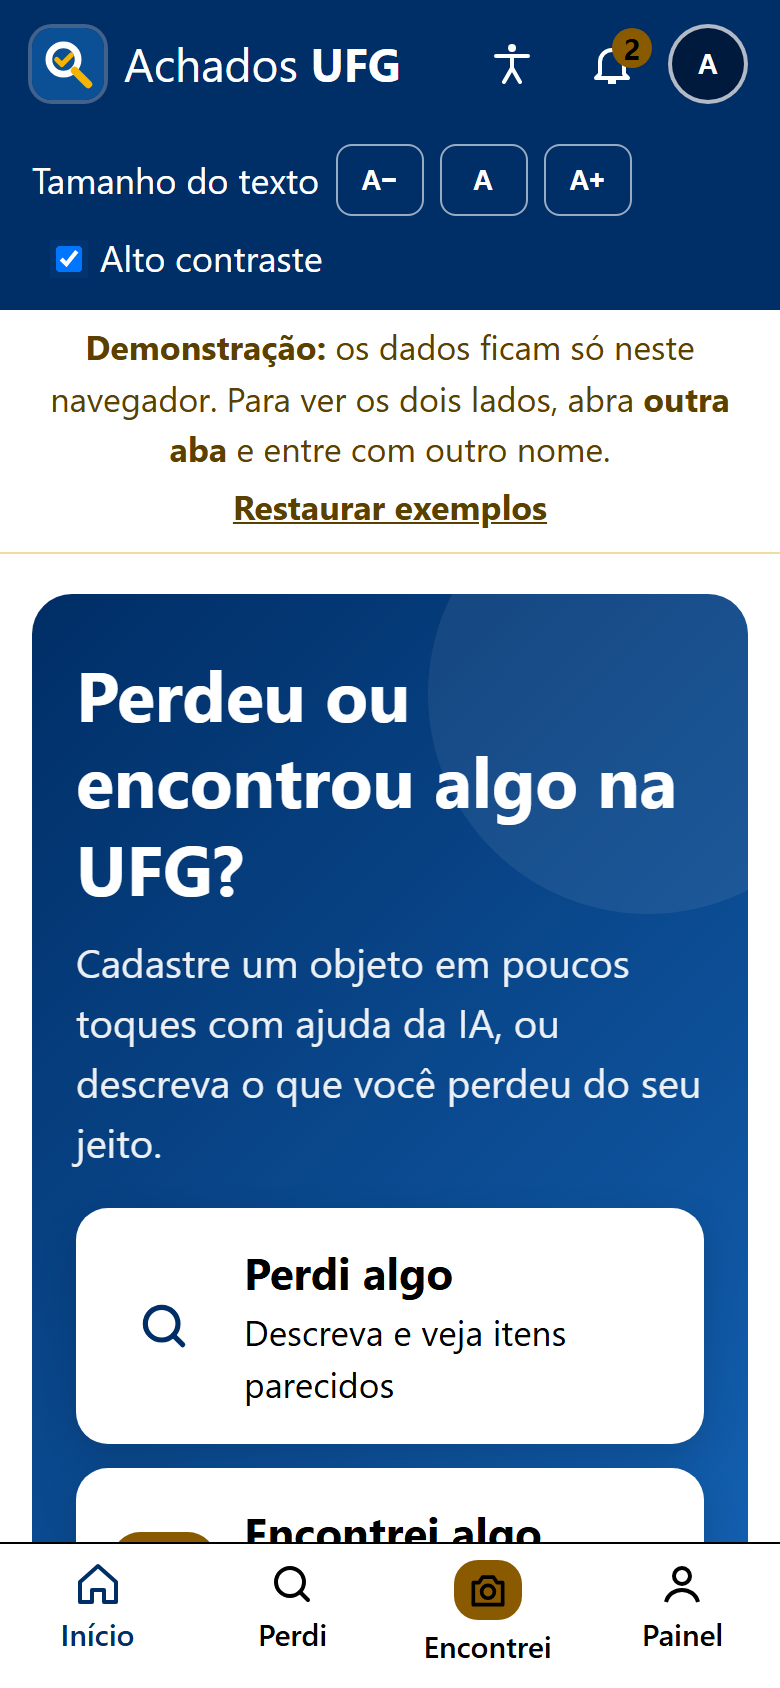 Achados UFG
2
A
Tamanho do texto
A−
A
A+
Alto contraste
Demonstração: os dados ficam só neste
navegador. Para ver os dois lados, abra outra
aba e entre com outro nome.
Restaurar exemplos
Perdeu ou
encontrou algo na
UFG?
Cadastre um objeto em poucos
toques com ajuda da IA, ou
descreva o que você perdeu do seu
jeito.
Perdi algo
Descreva e veja itens
parecidos
Encontrei algo
Início
Perdi
Encontrei
Painel